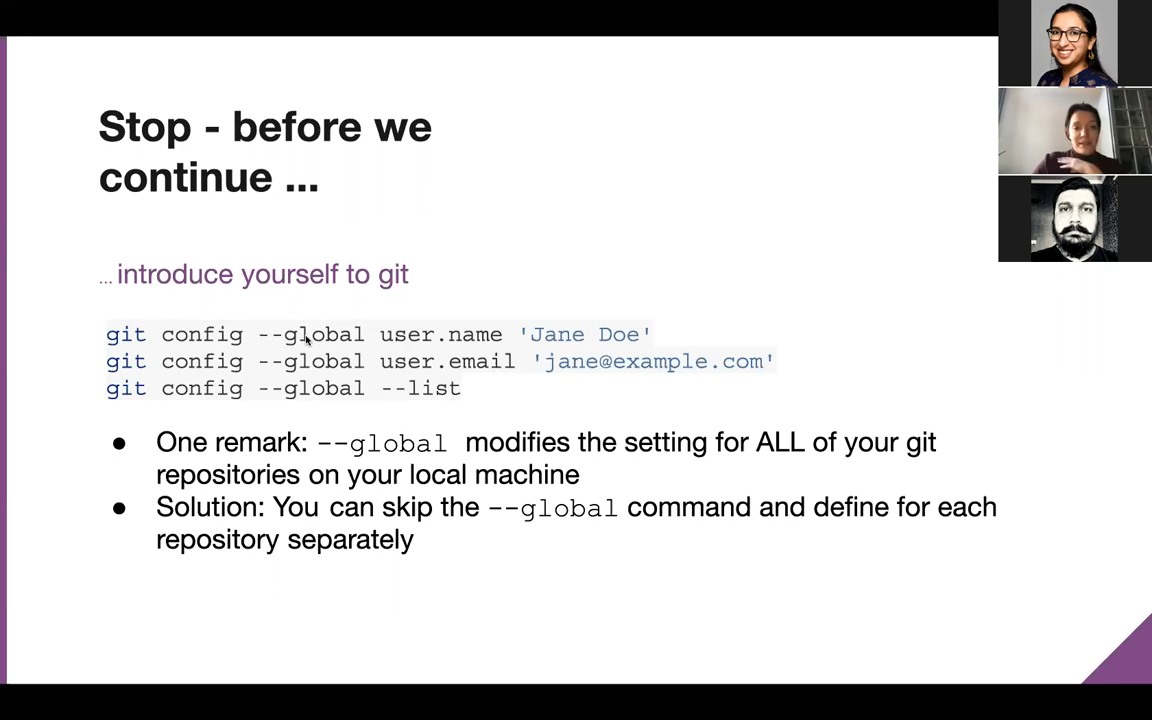 Stop - before we
continue ...
... introduce yourself to git
git config --global user.name 'Jane Doe'
git config --global user.email 'jane@example.com'
git config --global --list
● One remark: --global modifies the setting for ALL of your git
repositories on your local machine
● Solution: You can skip the --global command and define for each
repository separately